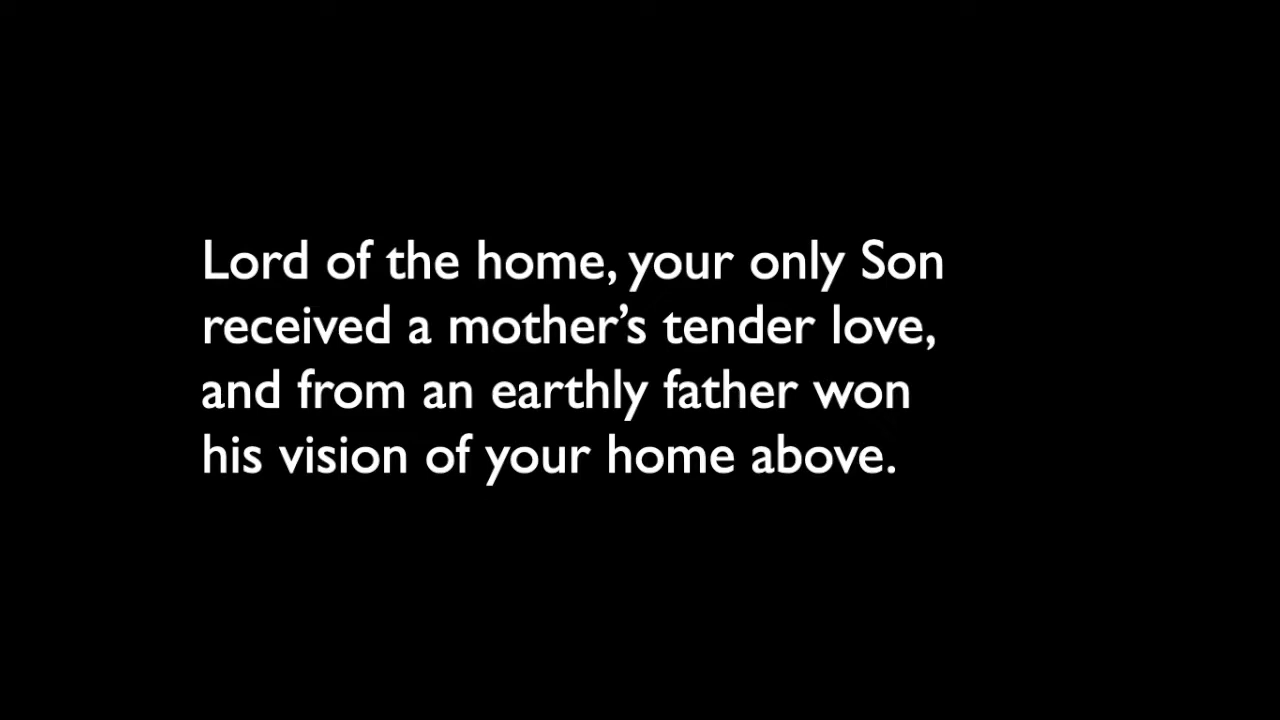 Lord of the home, your only Son
received a mother’s tender love,
and from an earthly father won
his vision of your home above.